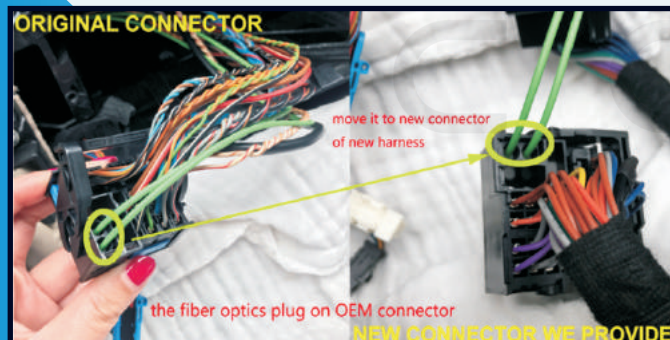 ORIGINAL CONNECTOR
move it to new connector
of new harness
the fiber optics plug on OEM connector
NEW CONNECTOR WE PROVIDE